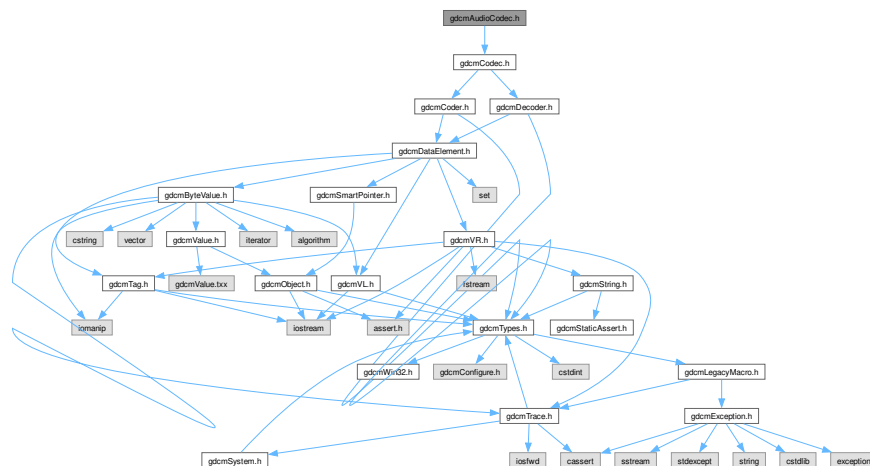 gdcmAudioCodec.h
gdcmCodec.h
gdcmCoder.h
gdcmDecoder.h
gdcmDataElement.h
gdcmByteValue.h
gdcmSmartPointer.h
set
cstring
vector
gdcmValue.h
iterator
algorithm
gdcmVR.h
gdcmTag.h
gdcmValue.txx
gdcmObject.h
gdcmVL.h
fstream
gdcmString.h
iomanip
iostream
assert.h
gdcmTypes.h
gdcmStaticAssert.h
gdcmWin32.h
gdcmConfigure.h
cstdint
gdcmLegacyMacro.h
gdcmTrace.h
gdcmException.h
gdcmSystem.h
iosfwd
cassert
sstream
stdexcept
string
cstdlib
exception